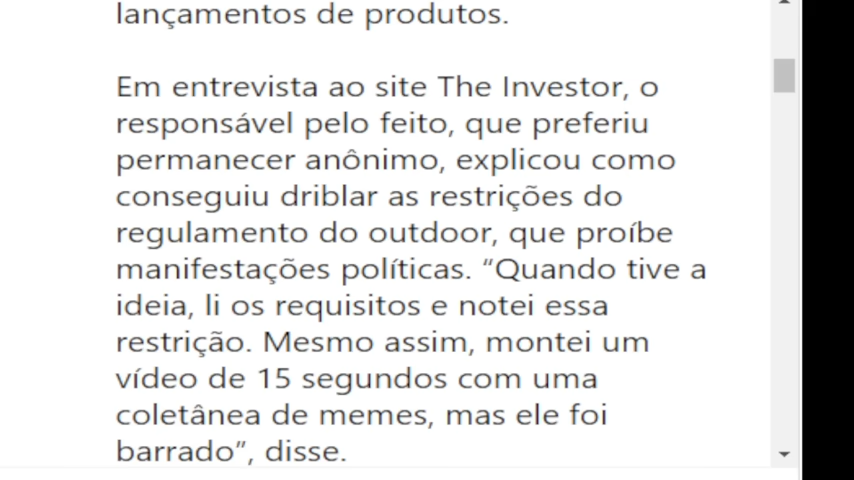 lançamentos de produtos.
Em entrevista ao site The Investor, o
responsável pelo feito, que preferiu
permanecer anônimo, explicou como
conseguiu driblar as restrições do
regulamento do outdoor, que proíbe
manifestações políticas. “Quando tive a
ideia, li os requisitos e notei essa
restrição. Mesmo assim, montei um
vídeo de 15 segundos com uma
coletânea de memes, mas ele foi
barrado”, disse.